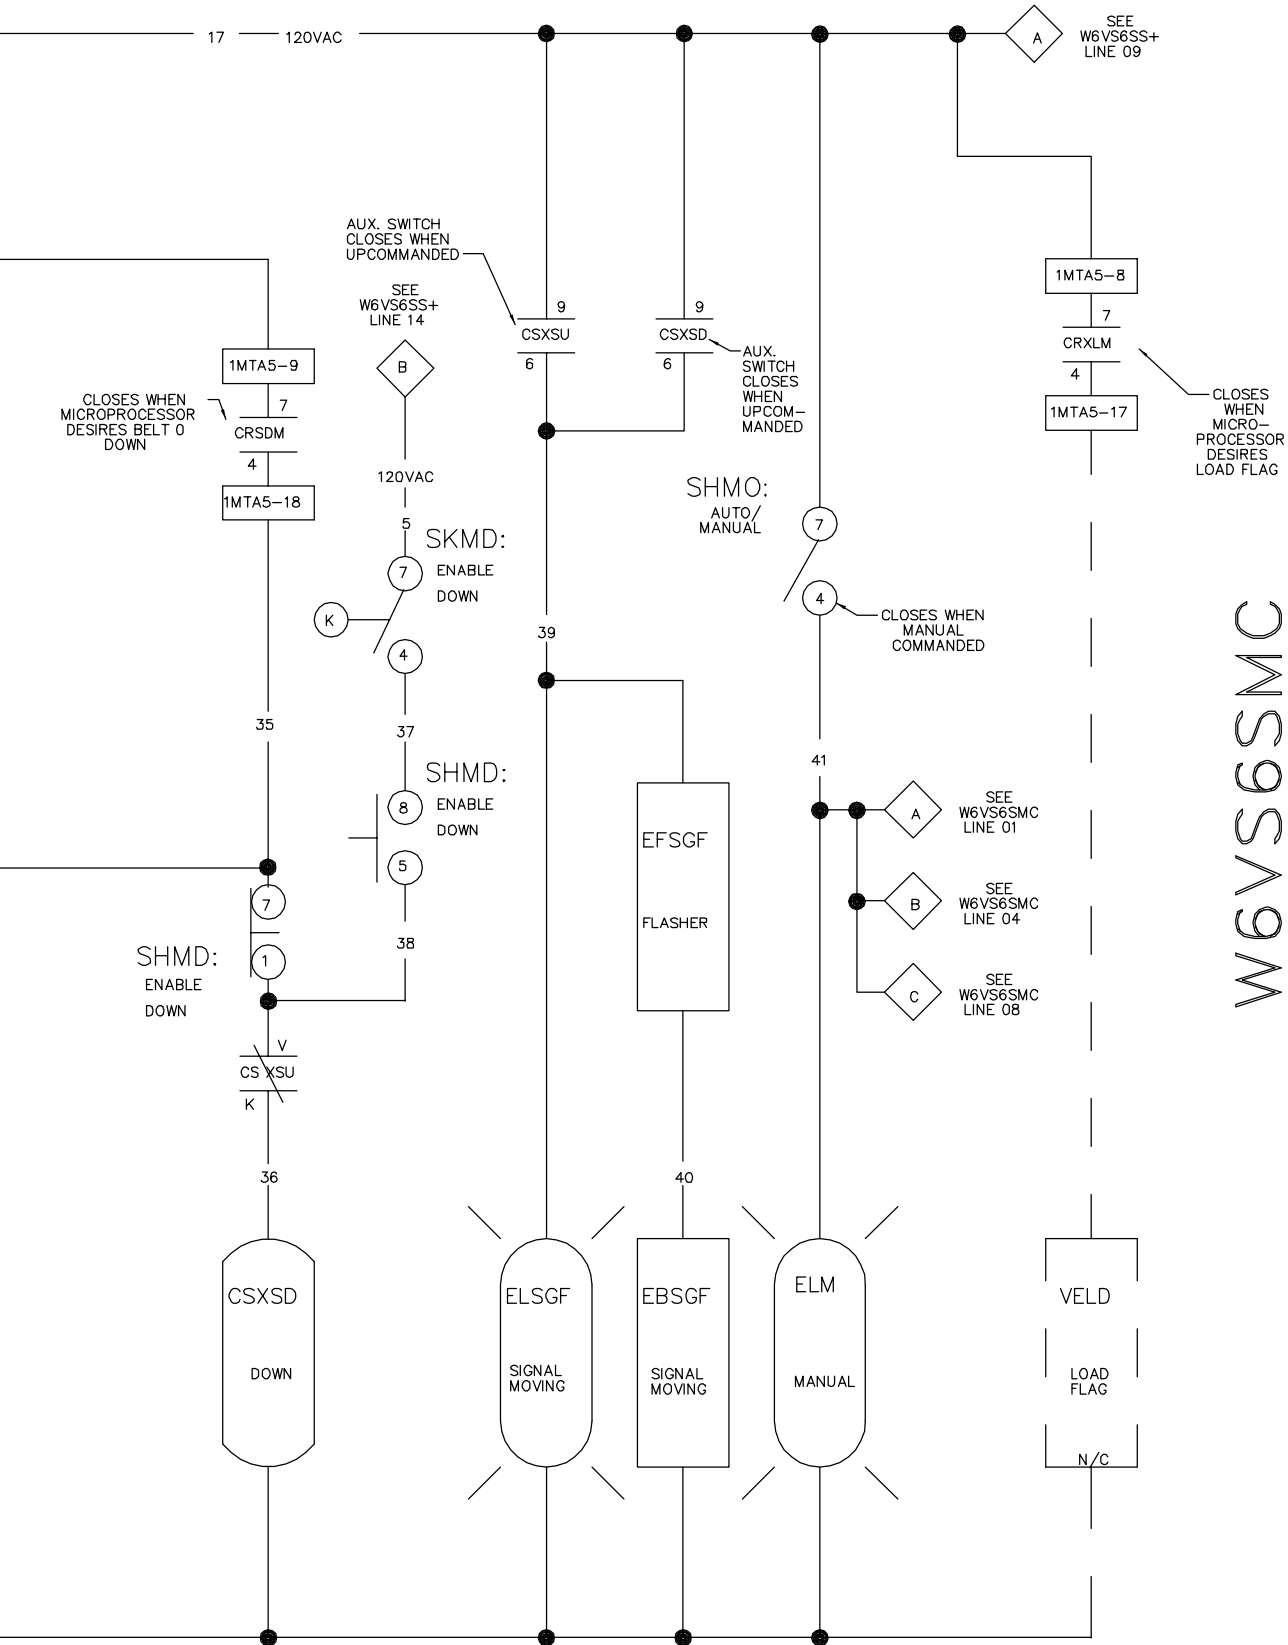 17
120VAC
A
SEE
W6VS6SS+
LINE 09
AUX. SWITCH
CLOSES WHEN
UPCOMMANDED
SEE
W6VS6SS+
LINE 14
B
9
CSXSU
6
9
CSXSD
6
AUX.
SWITCH
CLOSES
WHEN
UPCOM-
MANDED
1MTA5-8
7
CRXLM
4
1MTA5-17
CLOSES
WHEN
MICRO-
PROCESSOR
DESIRES
LOAD FLAG
1MTA5-9
7
CRSDM
4
1MTA5-18
CLOSES WHEN
MICROPROCESSOR
DESIRES BELT 0
DOWN
120VAC
5
SKMD:
ENABLE
DOWN
7
K
4
SHMO:
AUTO/
MANUAL
7
4
CLOSES WHEN
MANUAL
COMMANDED
39
35
37
SHMD:
ENABLE
DOWN
8
5
38
41
A
SEE
W6VS6SMC
LINE 01
B
SEE
W6VS6SMC
LINE 04
C
SEE
W6VS6SMC
LINE 08
EFSGF
FLASHER
7
1
SHMD:
ENABLE
DOWN
V
CS XSU
K
36
40
CSXSD
DOWN
ELSGF
SIGNAL
MOVING
EBSGF
SIGNAL
MOVING
ELM
MANUAL
VELD
LOAD
FLAG
N/C
W6VS6SMC